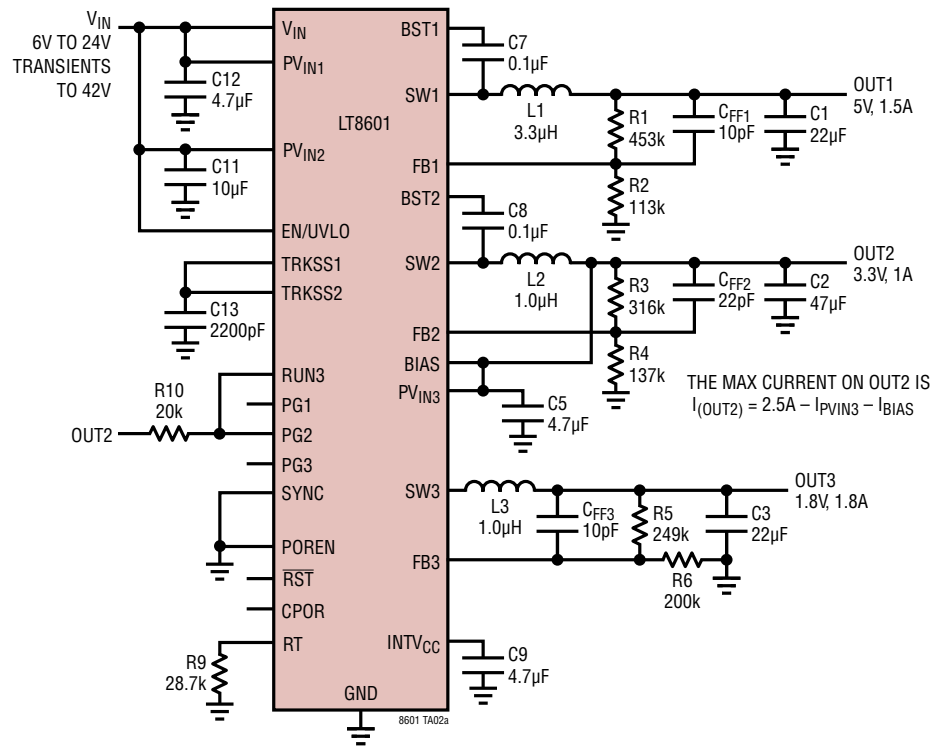 VIN
6V TO 24V
TRANSIENTS
TO 42V
C12
4.7µF
C11
10µF
C13
2200pF
R10
20k
OUT2
R9
28.7k
VIN
PVIN1
PVIN2
EN/UVLO
TRKSS1
TRKSS2
RUN3
PG1
PG2
PG3
SYNC
POREN
RST
CPOR
RT
LT8601
GND
BST1
SW1
FB1
BST2
SW2
FB2
BIAS
PVIN3
SW3
FB3
INTVCC
C7
0.1µF
L1
3.3µH
R1
453k
CFF1
10pF
C1
22µF
OUT1
5V, 1.5A
R2
113k
C8
0.1µF
L2
1.0µH
R3
316k
CFF2
22pF
C2
47µF
OUT2
3.3V, 1A
R4
137k
C5
4.7µF
THE MAX CURRENT ON OUT2 IS
I(OUT2) = 2.5A – IPVIN3 – IBIAS
L3
1.0µH
CFF3
10pF
R5
249k
C3
22µF
OUT3
1.8V, 1.8A
R6
200k
C9
4.7µF
8601 TA02a